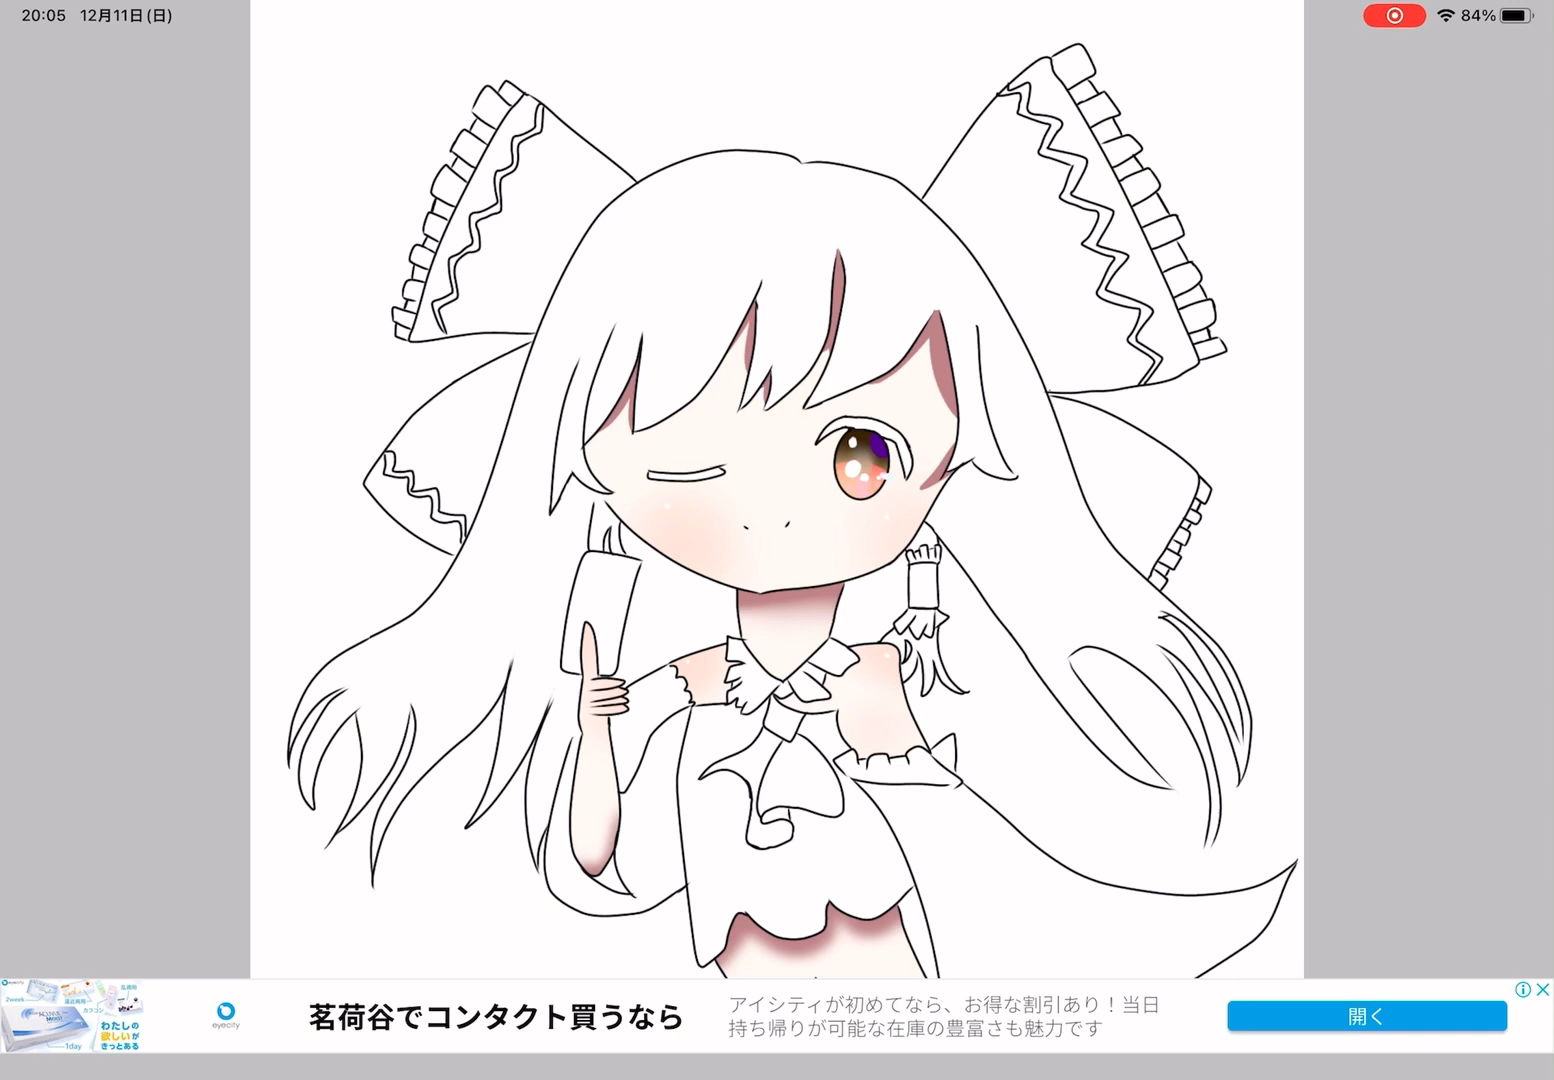 20:05 12月11日(日)
84%
eyecity
2week
わたしの
欲しいが
きっとある
1day
eyecity
茗荷谷でコンタクト買うなら
アイシティが初めてなら、お得な割引あり！当日
持ち帰りが可能な在庫の豊富さも魅力です
開く